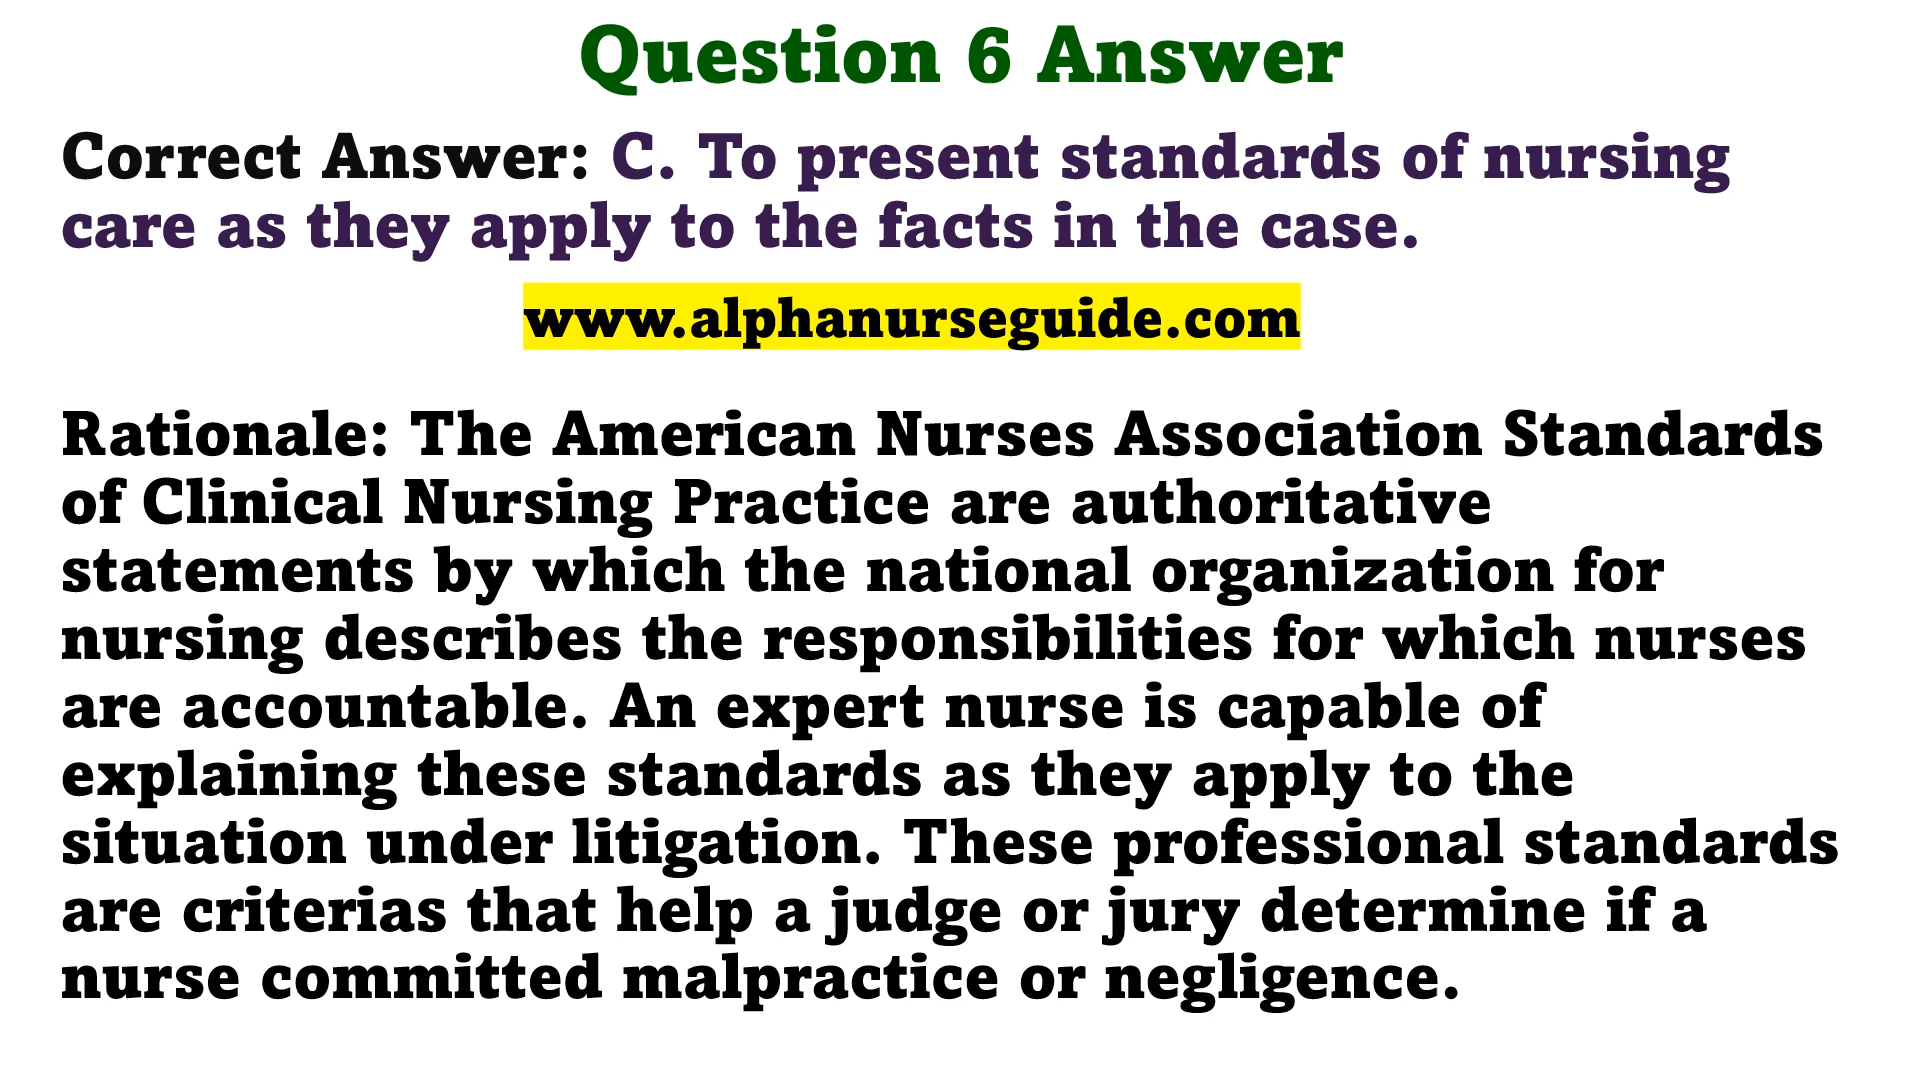 Question 6 Answer
Correct Answer: C. To present standards of nursing
care as they apply to the facts in the case.
www.alphanurseguide.com
Rationale: The American Nurses Association Standards
of Clinical Nursing Practice are authoritative
statements by which the national organization for
nursing describes the responsibilities for which nurses
are accountable. An expert nurse is capable of
explaining these standards as they apply to the
situation under litigation. These professional standards
are criterias that help a judge or jury determine if a
nurse committed malpractice or negligence.